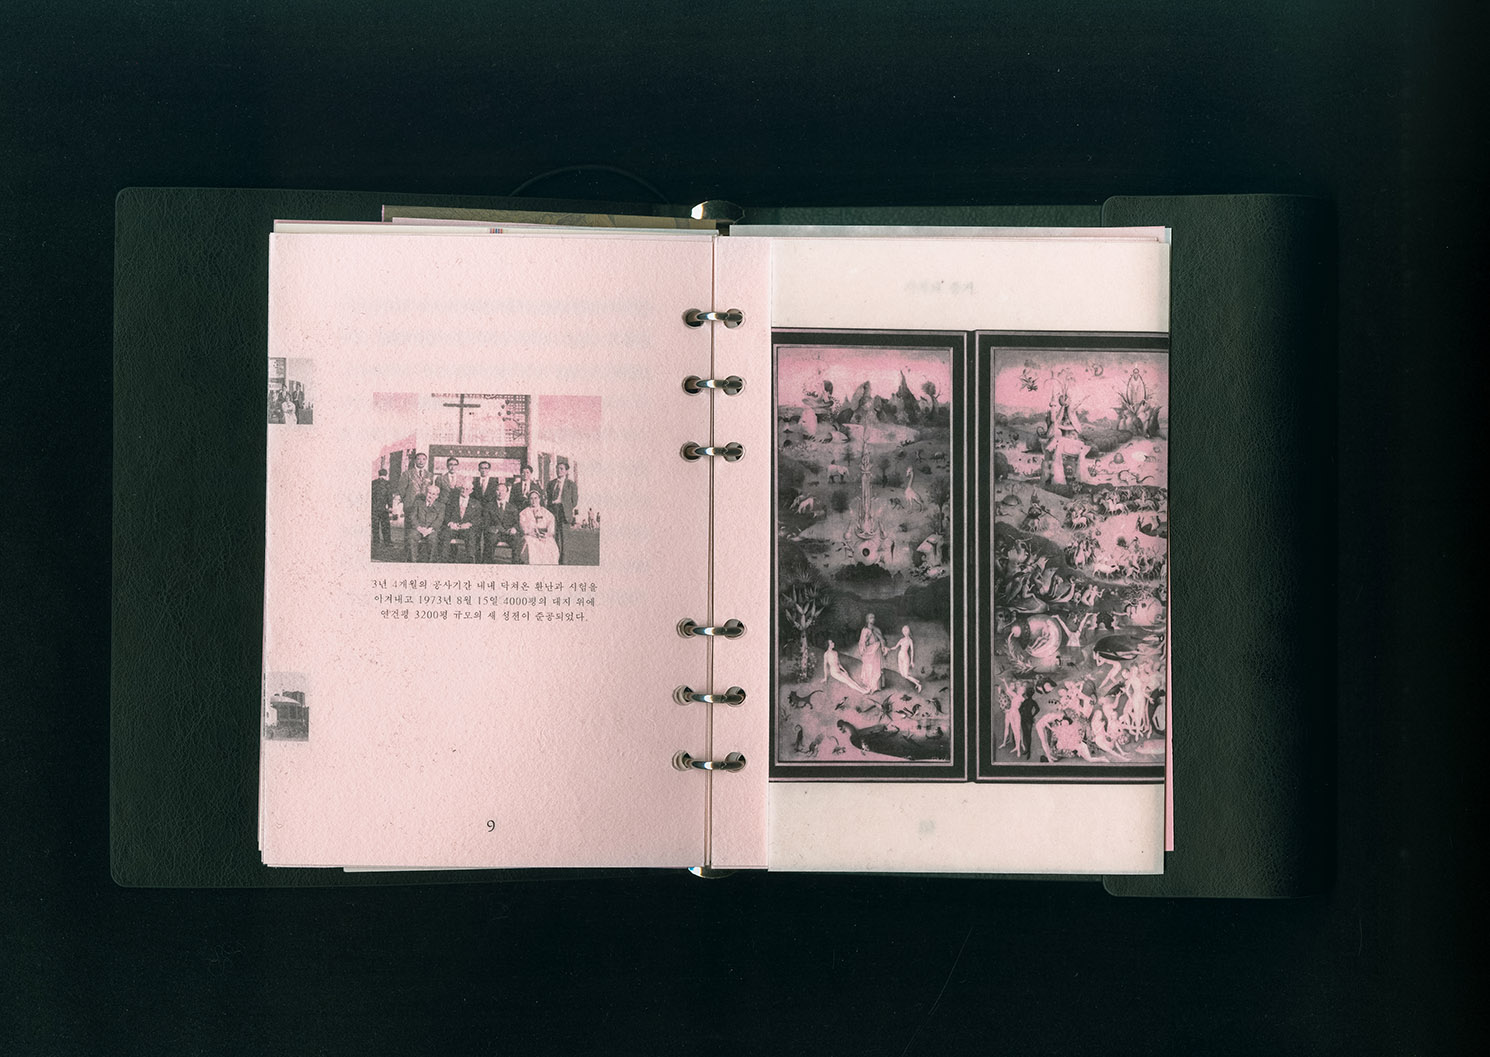 3년 4개월의 공사기간 내내 닥쳐온 환난과 시험을
이겨내고 1973년 8월 15일 4000평의 대지 위에
연건평 3200평 규모의 새 성전이 준공되었다.
9